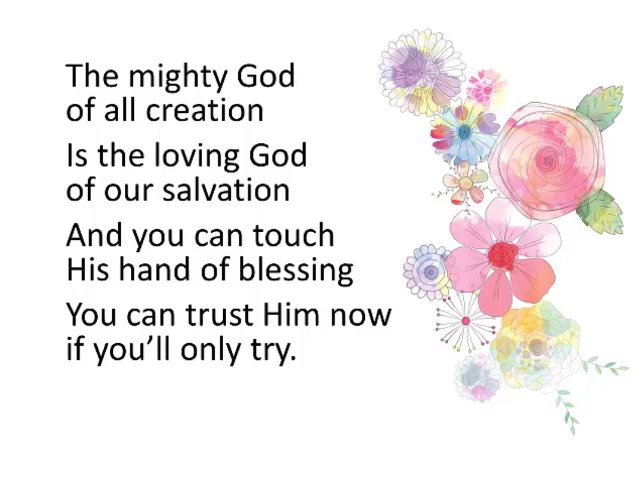 The mighty God
of all creation
Is the loving God
of our salvation
And you can touch
His hand of blessing
You can trust Him now
if you’ll only try.